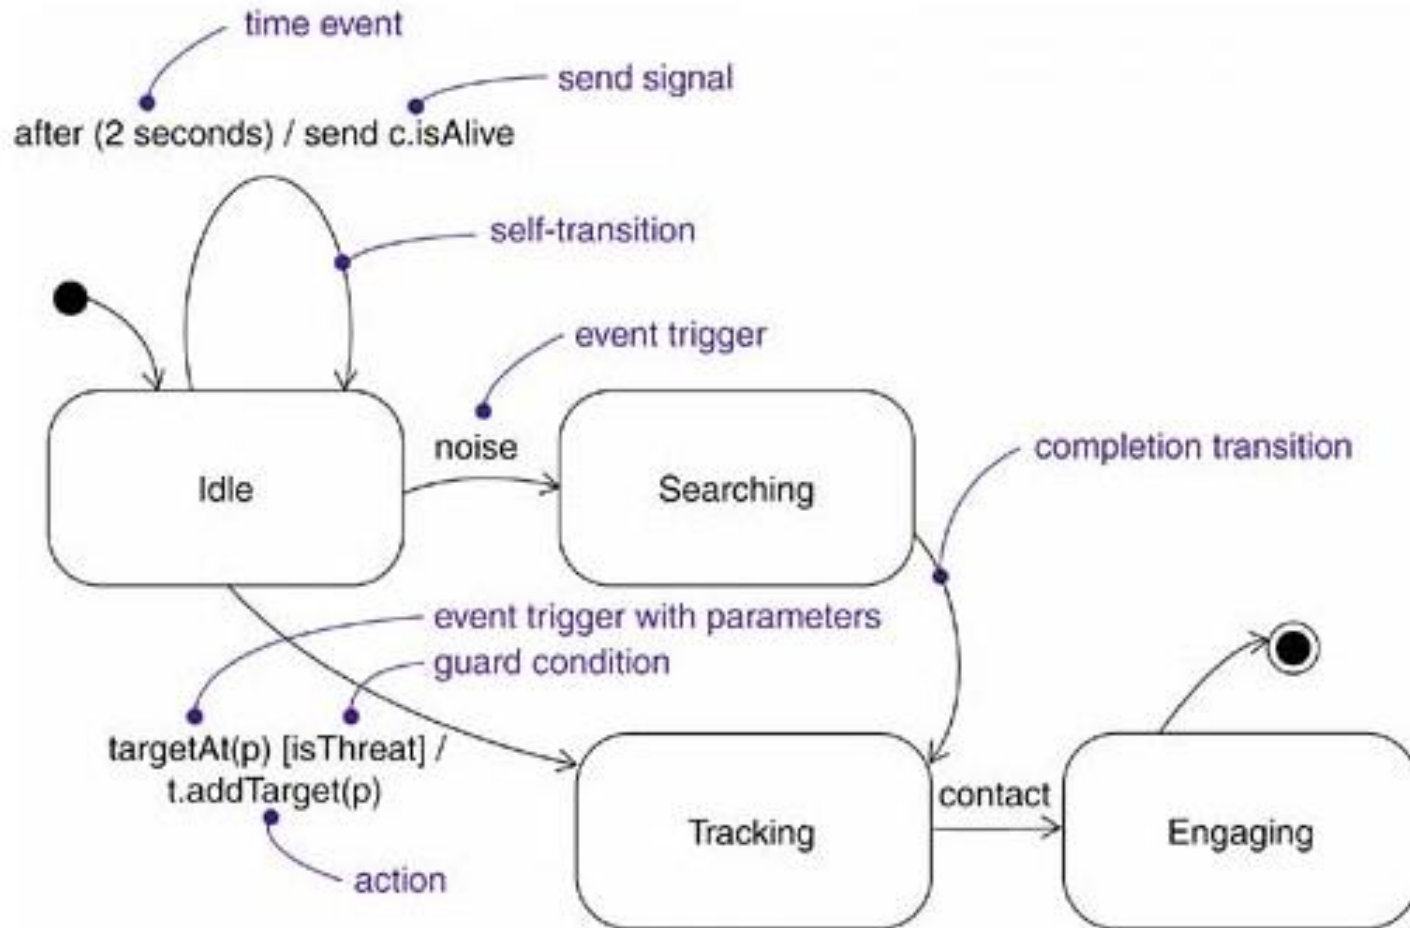 time event
send signal
after (2 seconds) / send c.isAlive
self-transition
event trigger
noise
completion transition
Idle
Searching
event trigger with parameters
guard condition
targetAt(p) [isThreat] /
t.addTarget(p)
contact
Tracking
Engaging
action